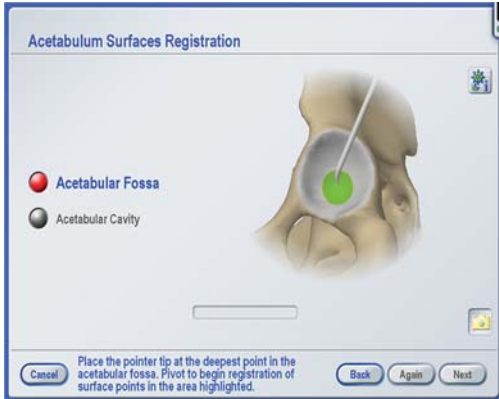 Acetabulum Surfaces Registration
Acetabular Fossa
Acetabular Cavity
Cancel
Place the pointer tip at the deepest point in the
acetabular fossa. Pivot to begin registration of
surface points in the area highlighted.
Back
Again
Next